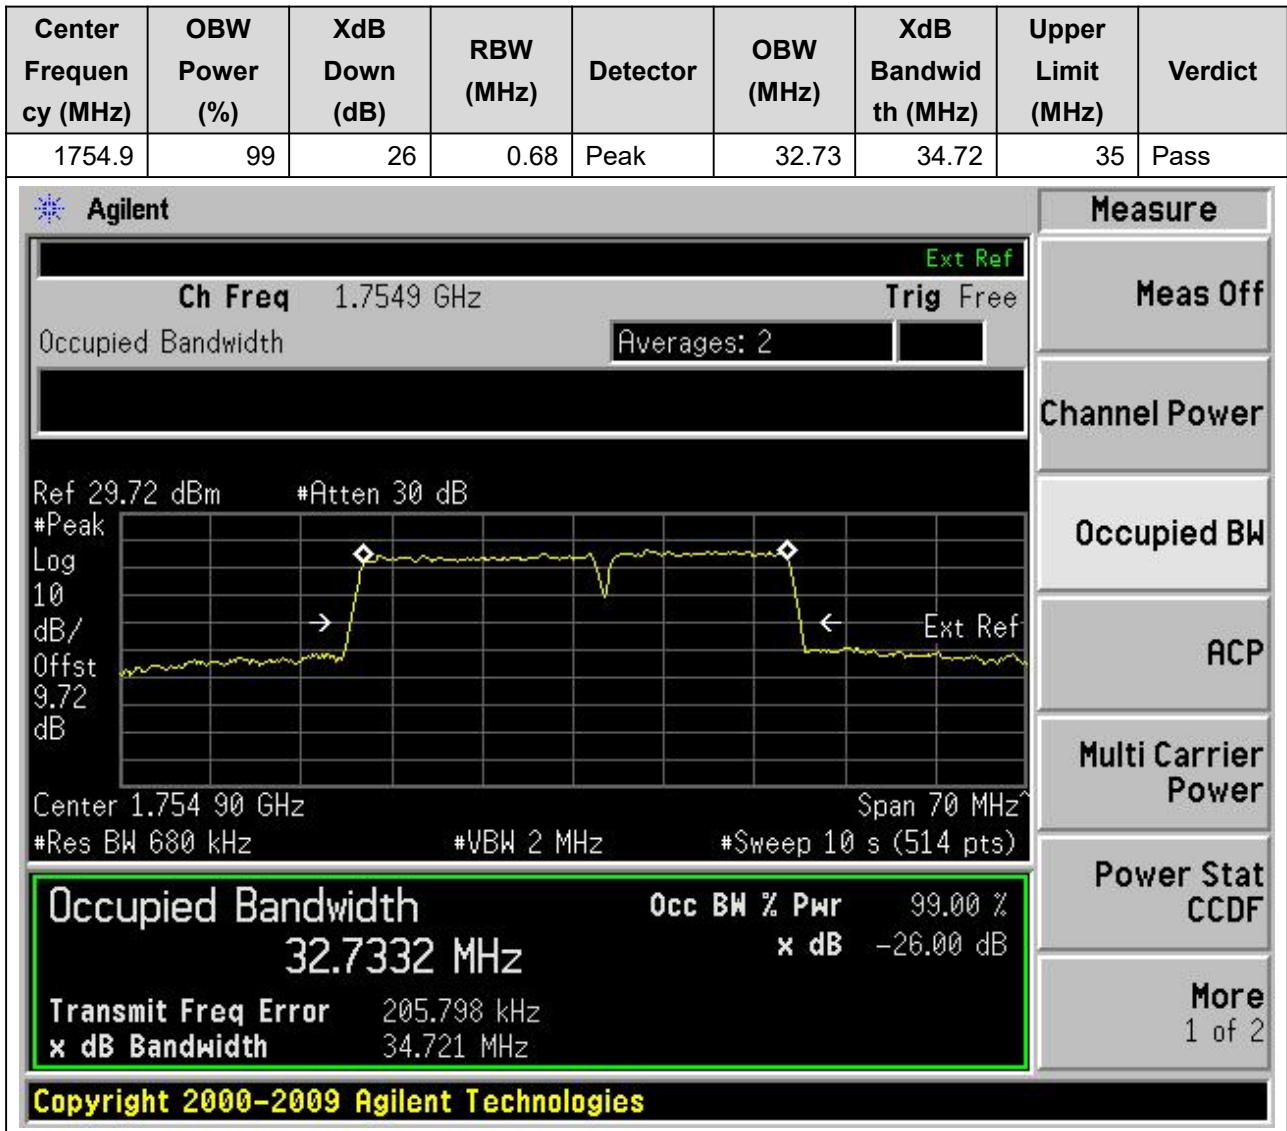 Center Frequen cy (MHz) OBW Power (%) XdB Down (dB) RBW (MHz) Detector OBW (MHz) XdB Bandwid th (MHz) Upper Limit (MHz) Verdict
1754.9 99 26 0.68 Peak 32.73 34.72 35 Pass
Agilent
Measure
Ext Ref
Ch Freq 1.7549 GHz Trig Free
Meas Off
Occupied Bandwidth Averages: 2
Channel Power
Ref 29.72 dBm #Atten 30 dB
#Peak
Log
10
dB/
Offst
9.72
dB
Ext Ref
Occupied BW
ACP
Multi Carrier
Power
Center 1.754 90 GHz Span 70 MHz^
#Res BW 680 kHz #VBW 2 MHz #Sweep 10 s (514 pts)
Power Stat
CCDF
Occupied Bandwidth Occ BW % Pwr 99.00 %
32.7332 MHz x dB -26.00 dB
Transmit Freq Error 205.798 kHz
x dB Bandwidth 34.721 MHz
More
1 of 2
Copyright 2000-2009 Agilent Technologies